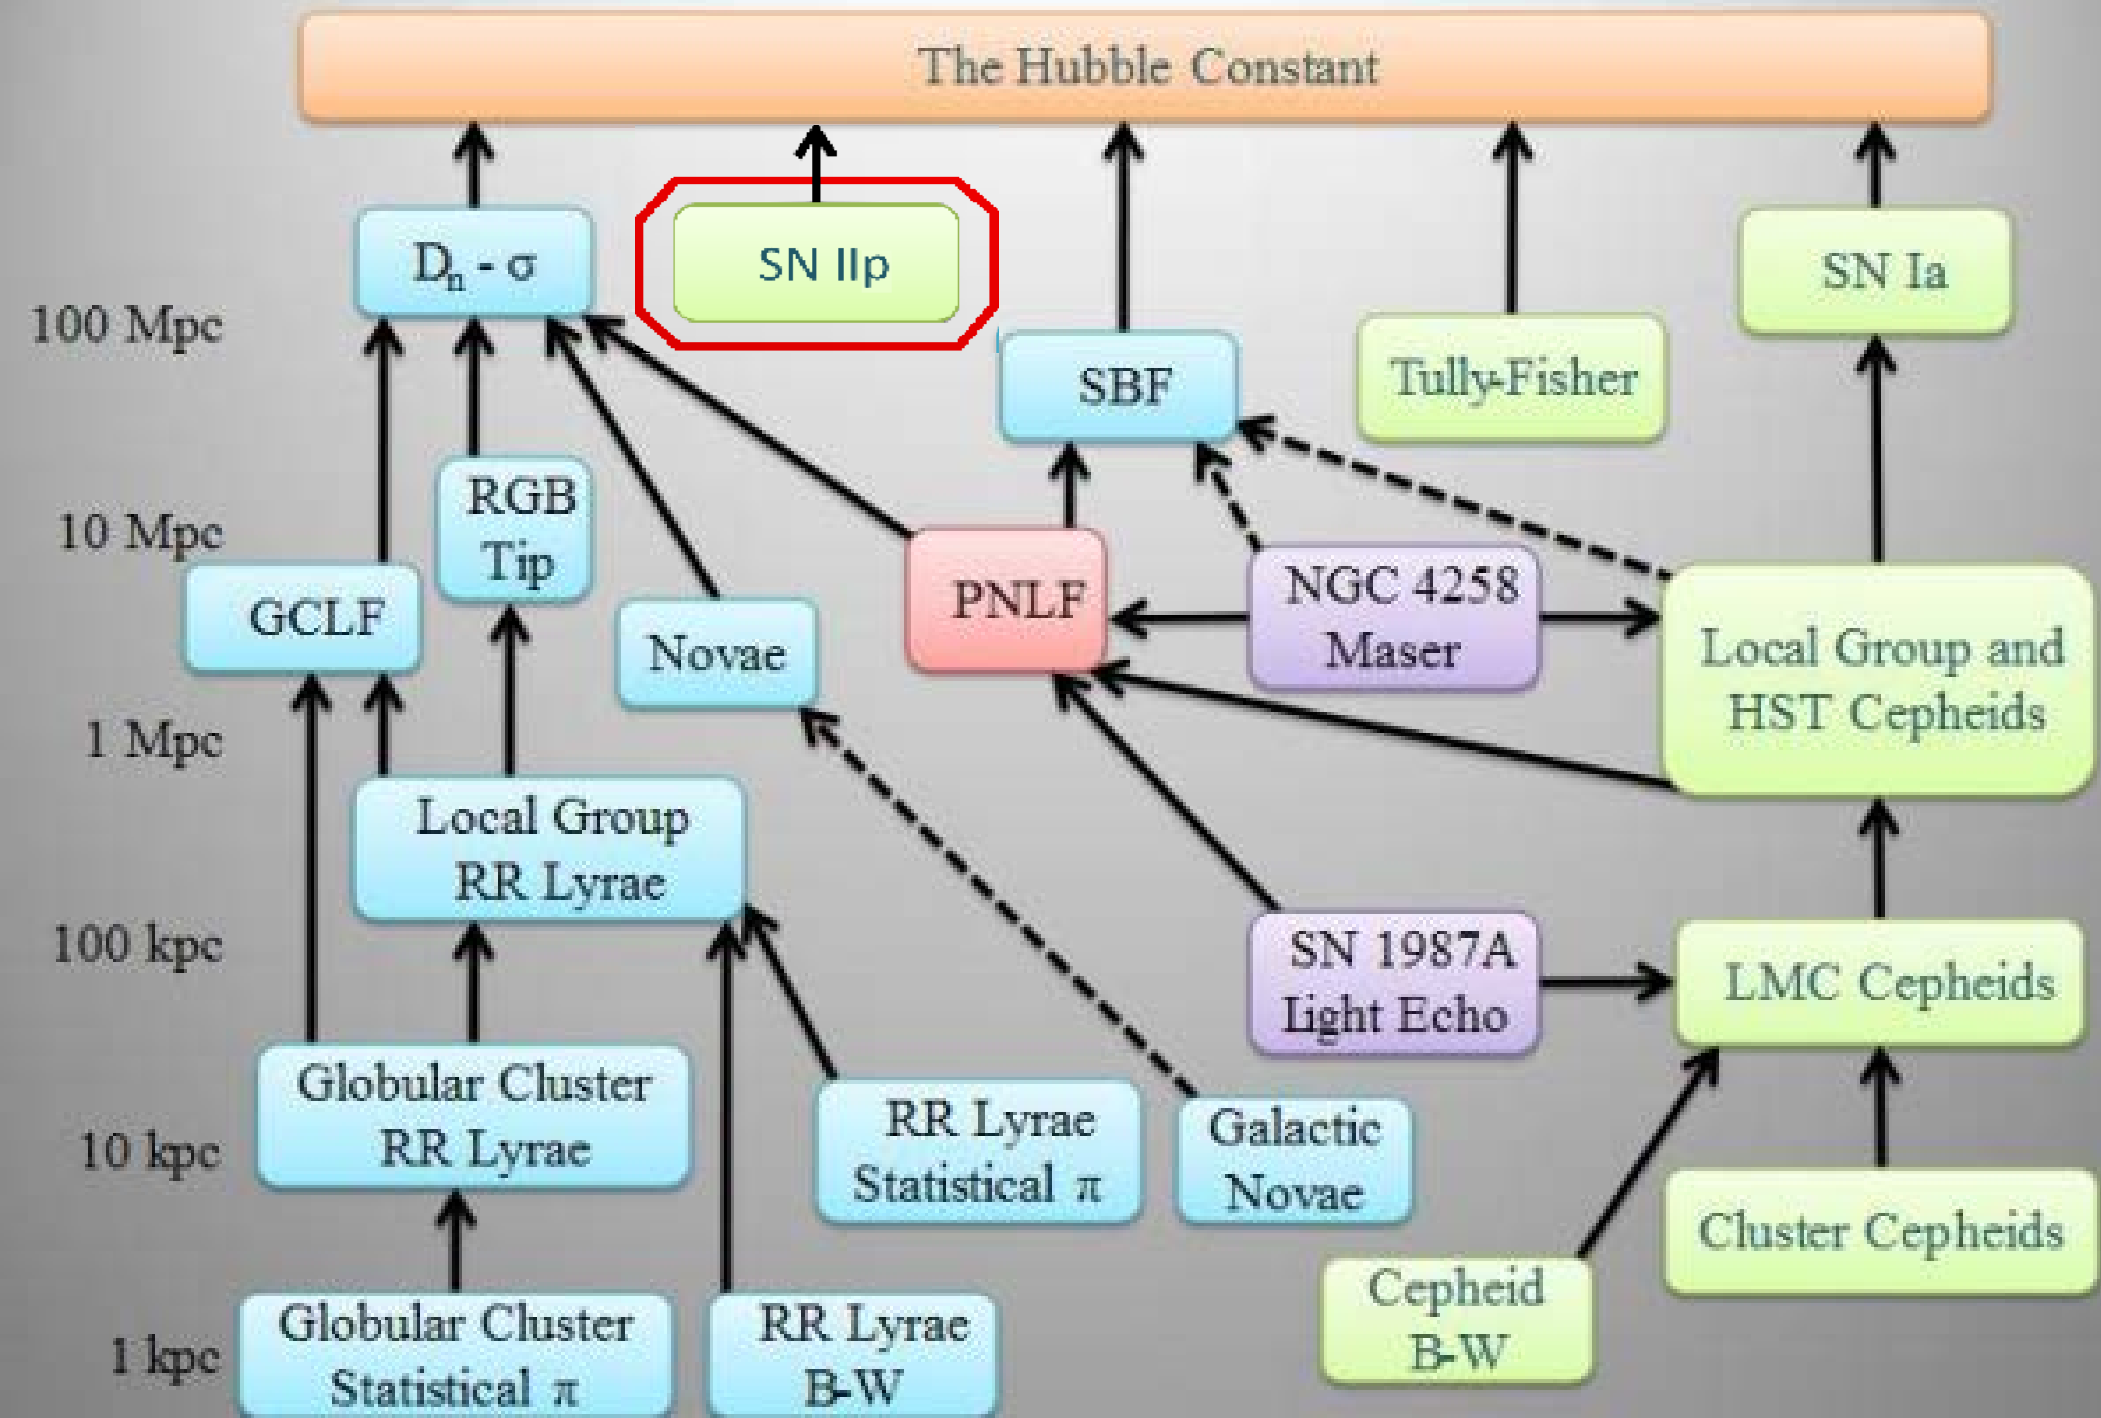 The Hubble Constant
Dn - σ
SN IIp
SN Ia
100 Mpc
SBF
Tully-Fisher
RGB
Tip
10 Mpc
GCLF
Novae
PNLF
NGC 4258
Maser
Local Group and
HST Cepheids
1 Mpc
Local Group
RR Lyrae
100 kpc
SN 1987A
Light Echo
LMC Cepheids
Globular Cluster
RR Lyrae
10 kpc
RR Lyrae
Statistical π
Galactic
Novae
Cluster Cepheids
Cepheid
B-W
1 kpc
Globular Cluster
Statistical π
RR Lyrae
B-W